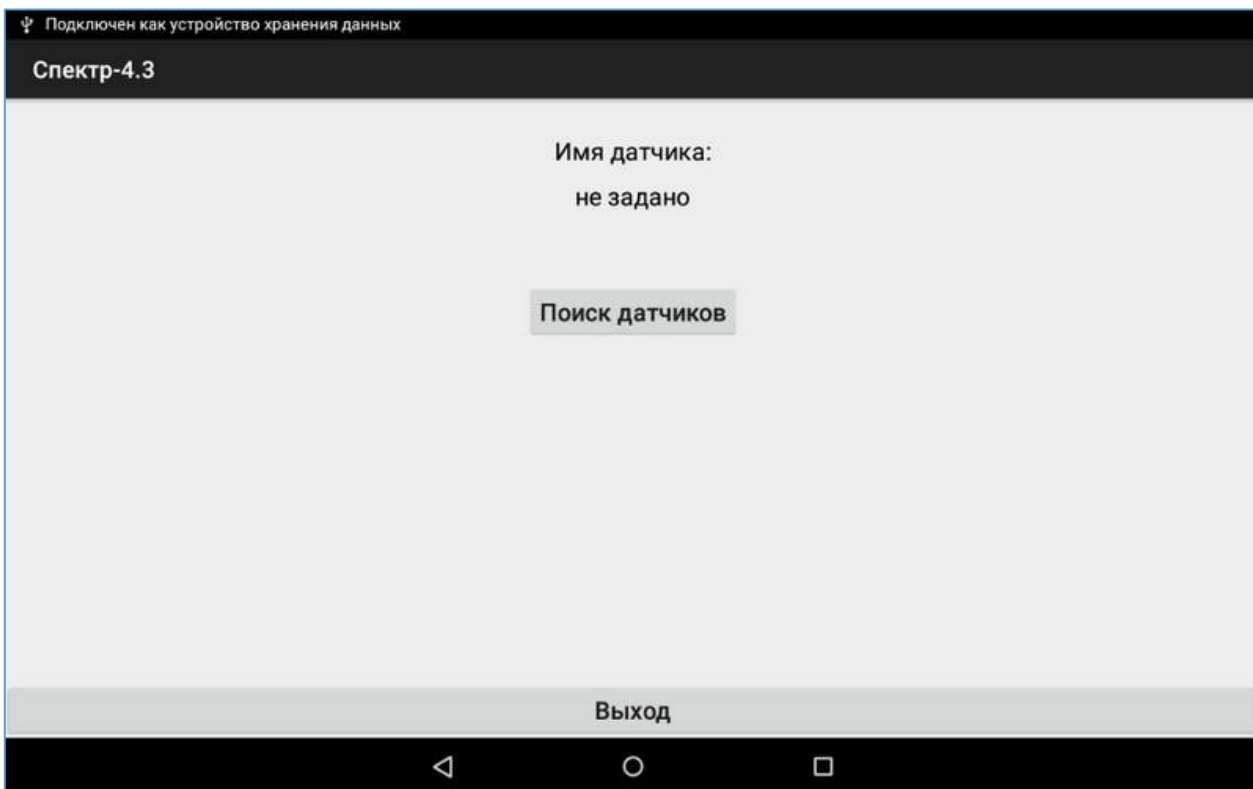 Подключен как устройство хранения данных
Спектр-4.3
Имя датчика:
не задано
Поиск датчиков
Выход